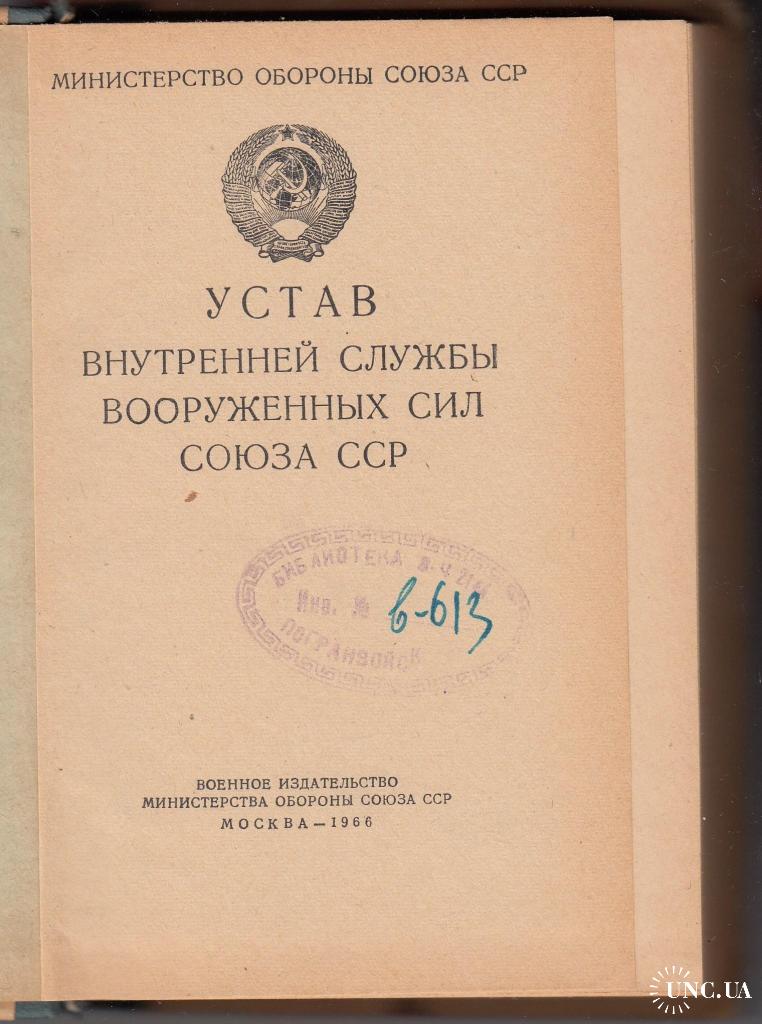 МИНИСТЕРСТВО ОБОРОНЫ СОЮЗА ССР
УСТАВ
ВНУТРЕННЕЙ СЛУЖБЫ
ВООРУЖЕННЫХ СИЛ
СОЮЗА ССР
БИБЛИОТЕКА В-Ч
Инв. № в-613
ПОГРАНВОЙСК
ВОЕННОЕ ИЗДАТЕЛЬСТВО
МИНИСТЕРСТВА ОБОРОНЫ СОЮЗА ССР
МОСКВА — 1966
UNC.UA